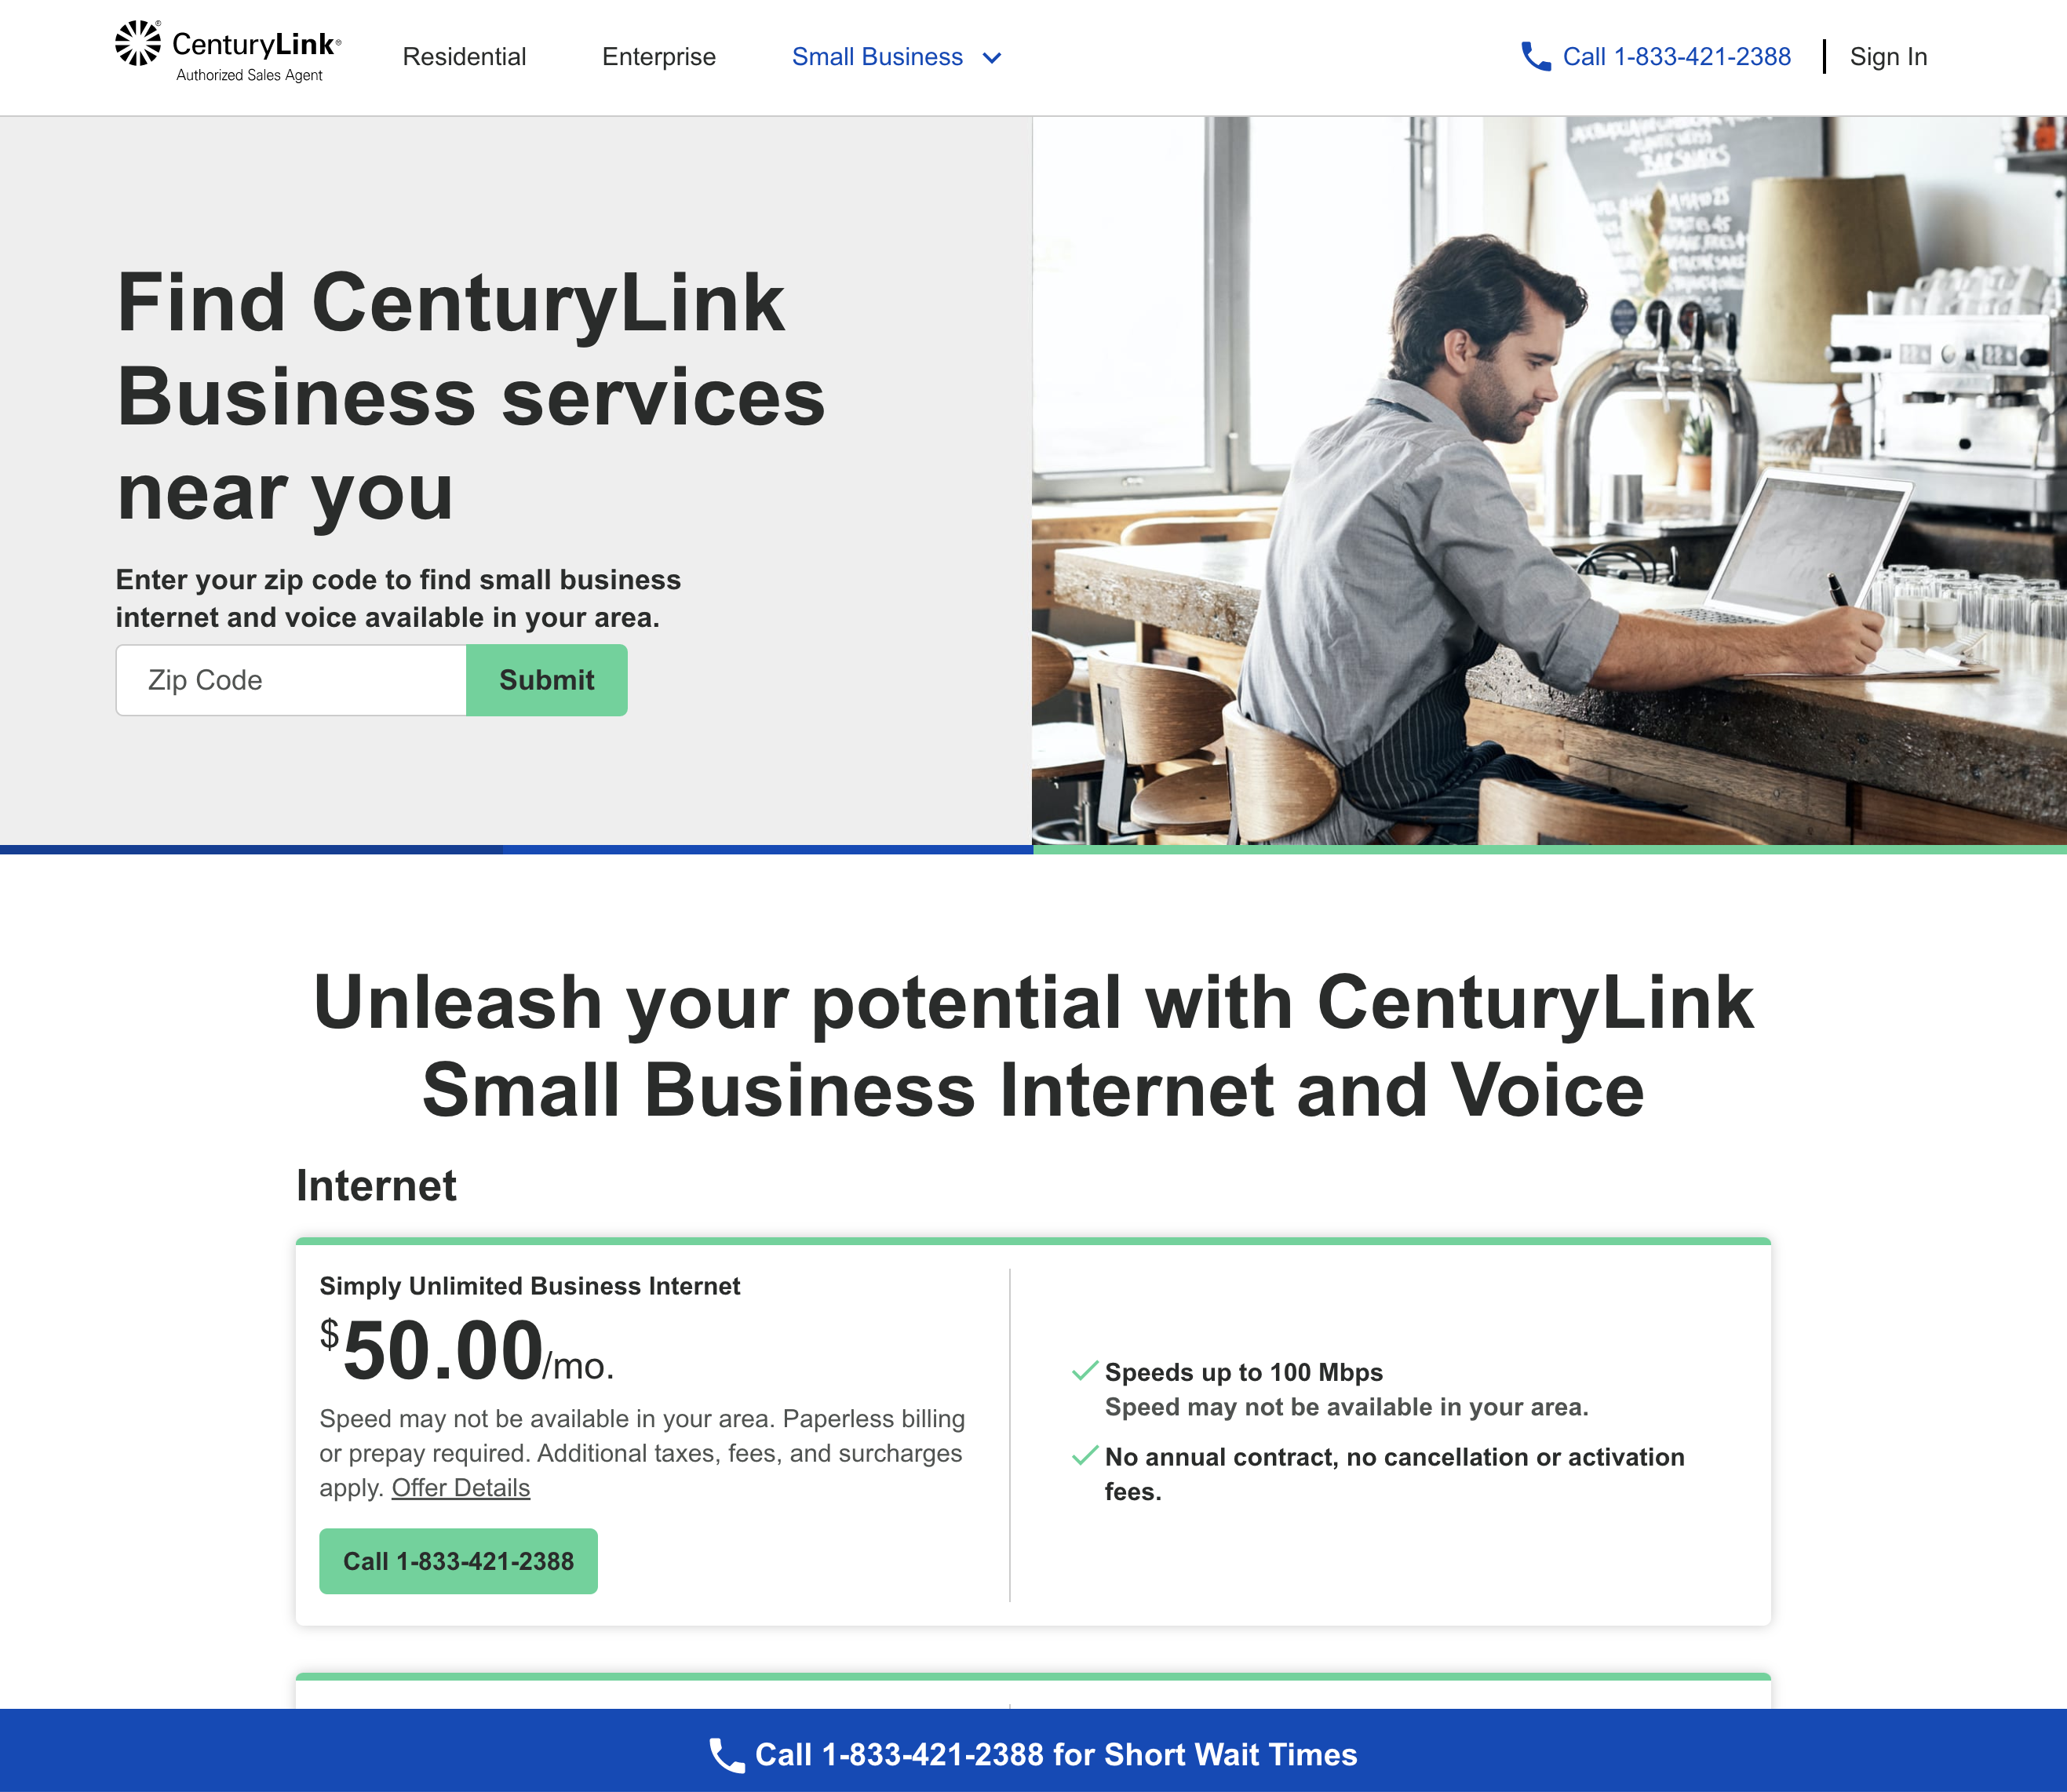 CenturyLink®
Authorized Sales Agent
Residential
Enterprise
Small Business
Call 1-833-421-2388
Sign In
Find CenturyLink
Business services
near you
Enter your zip code to find small business
internet and voice available in your area.
Zip Code
Submit
BAR SNACKS
Unleash your potential with CenturyLink
Small Business Internet and Voice
Internet
Simply Unlimited Business Internet
$50.00/mo.
Speed may not be available in your area. Paperless billing
or prepay required. Additional taxes, fees, and surcharges
apply. Offer Details
Call 1-833-421-2388
Speeds up to 100 Mbps
Speed may not be available in your area.
No annual contract, no cancellation or activation
fees.
Call 1-833-421-2388 for Short Wait Times